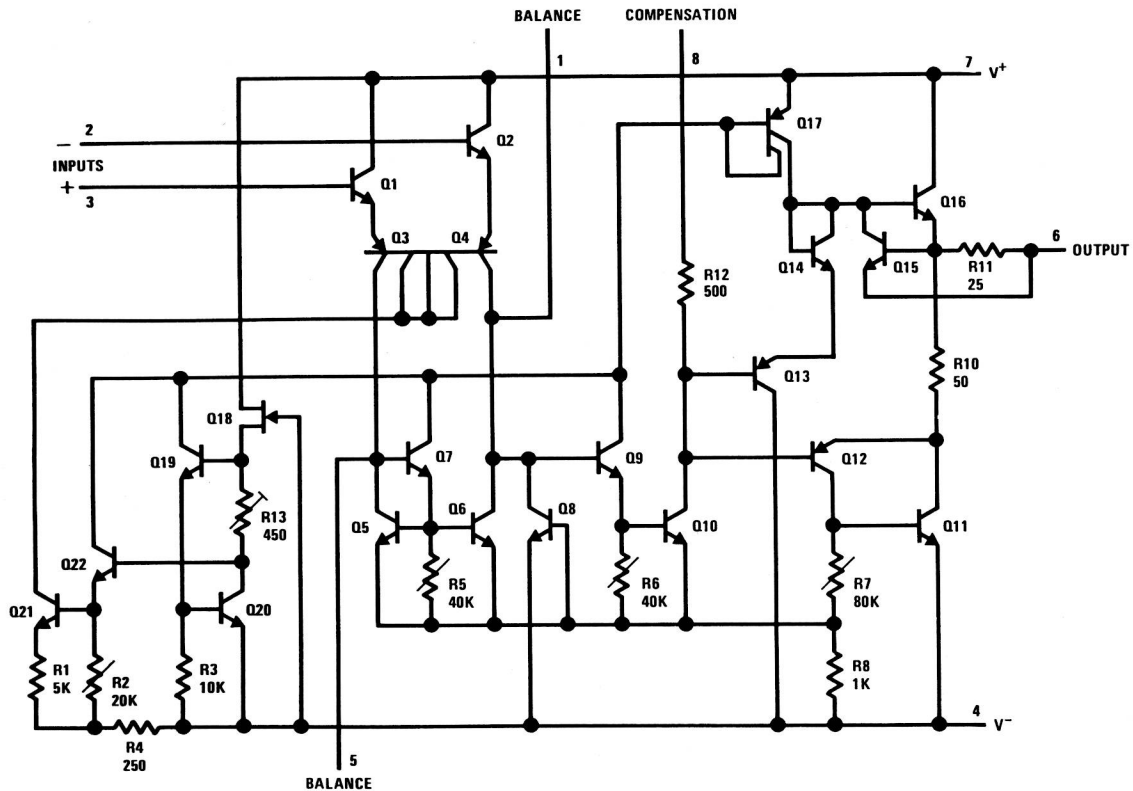 BALANCE
COMPENSATION
1
8
7
V+
2
−
Q2
Q17
INPUTS
+
3
Q1
Q16
6
OUTPUT
Q3
Q4
Q14
Q15
R11
25
R12
500
R10
50
Q13
Q18
Q19
Q7
Q9
Q12
R13
450
Q5
Q6
Q8
Q10
Q11
Q22
R5
40K
R6
40K
R7
80K
Q21
Q20
R1
5K
R2
20K
R3
10K
R8
1K
4
V−
R4
250
5
BALANCE